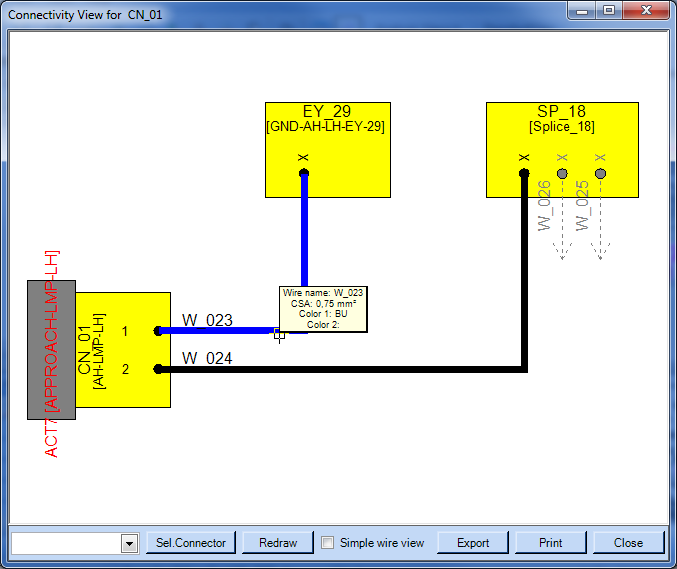 Connectivity View for CN_01
EY_29
[GND-AH-LH-EY-29]
X
SP_18
[Splice_18]
X X X
W_026
W_025
Wire name: W_023
CSA: 0,75 mm²
Color 1: BU
Color 2:
ACT7 [APPROACH-LMP-LH]
CN_01
[AH-LMP-LH]
1
W_023
2
W_024
Sel.Connector
Redraw
Simple wire view
Export
Print
Close